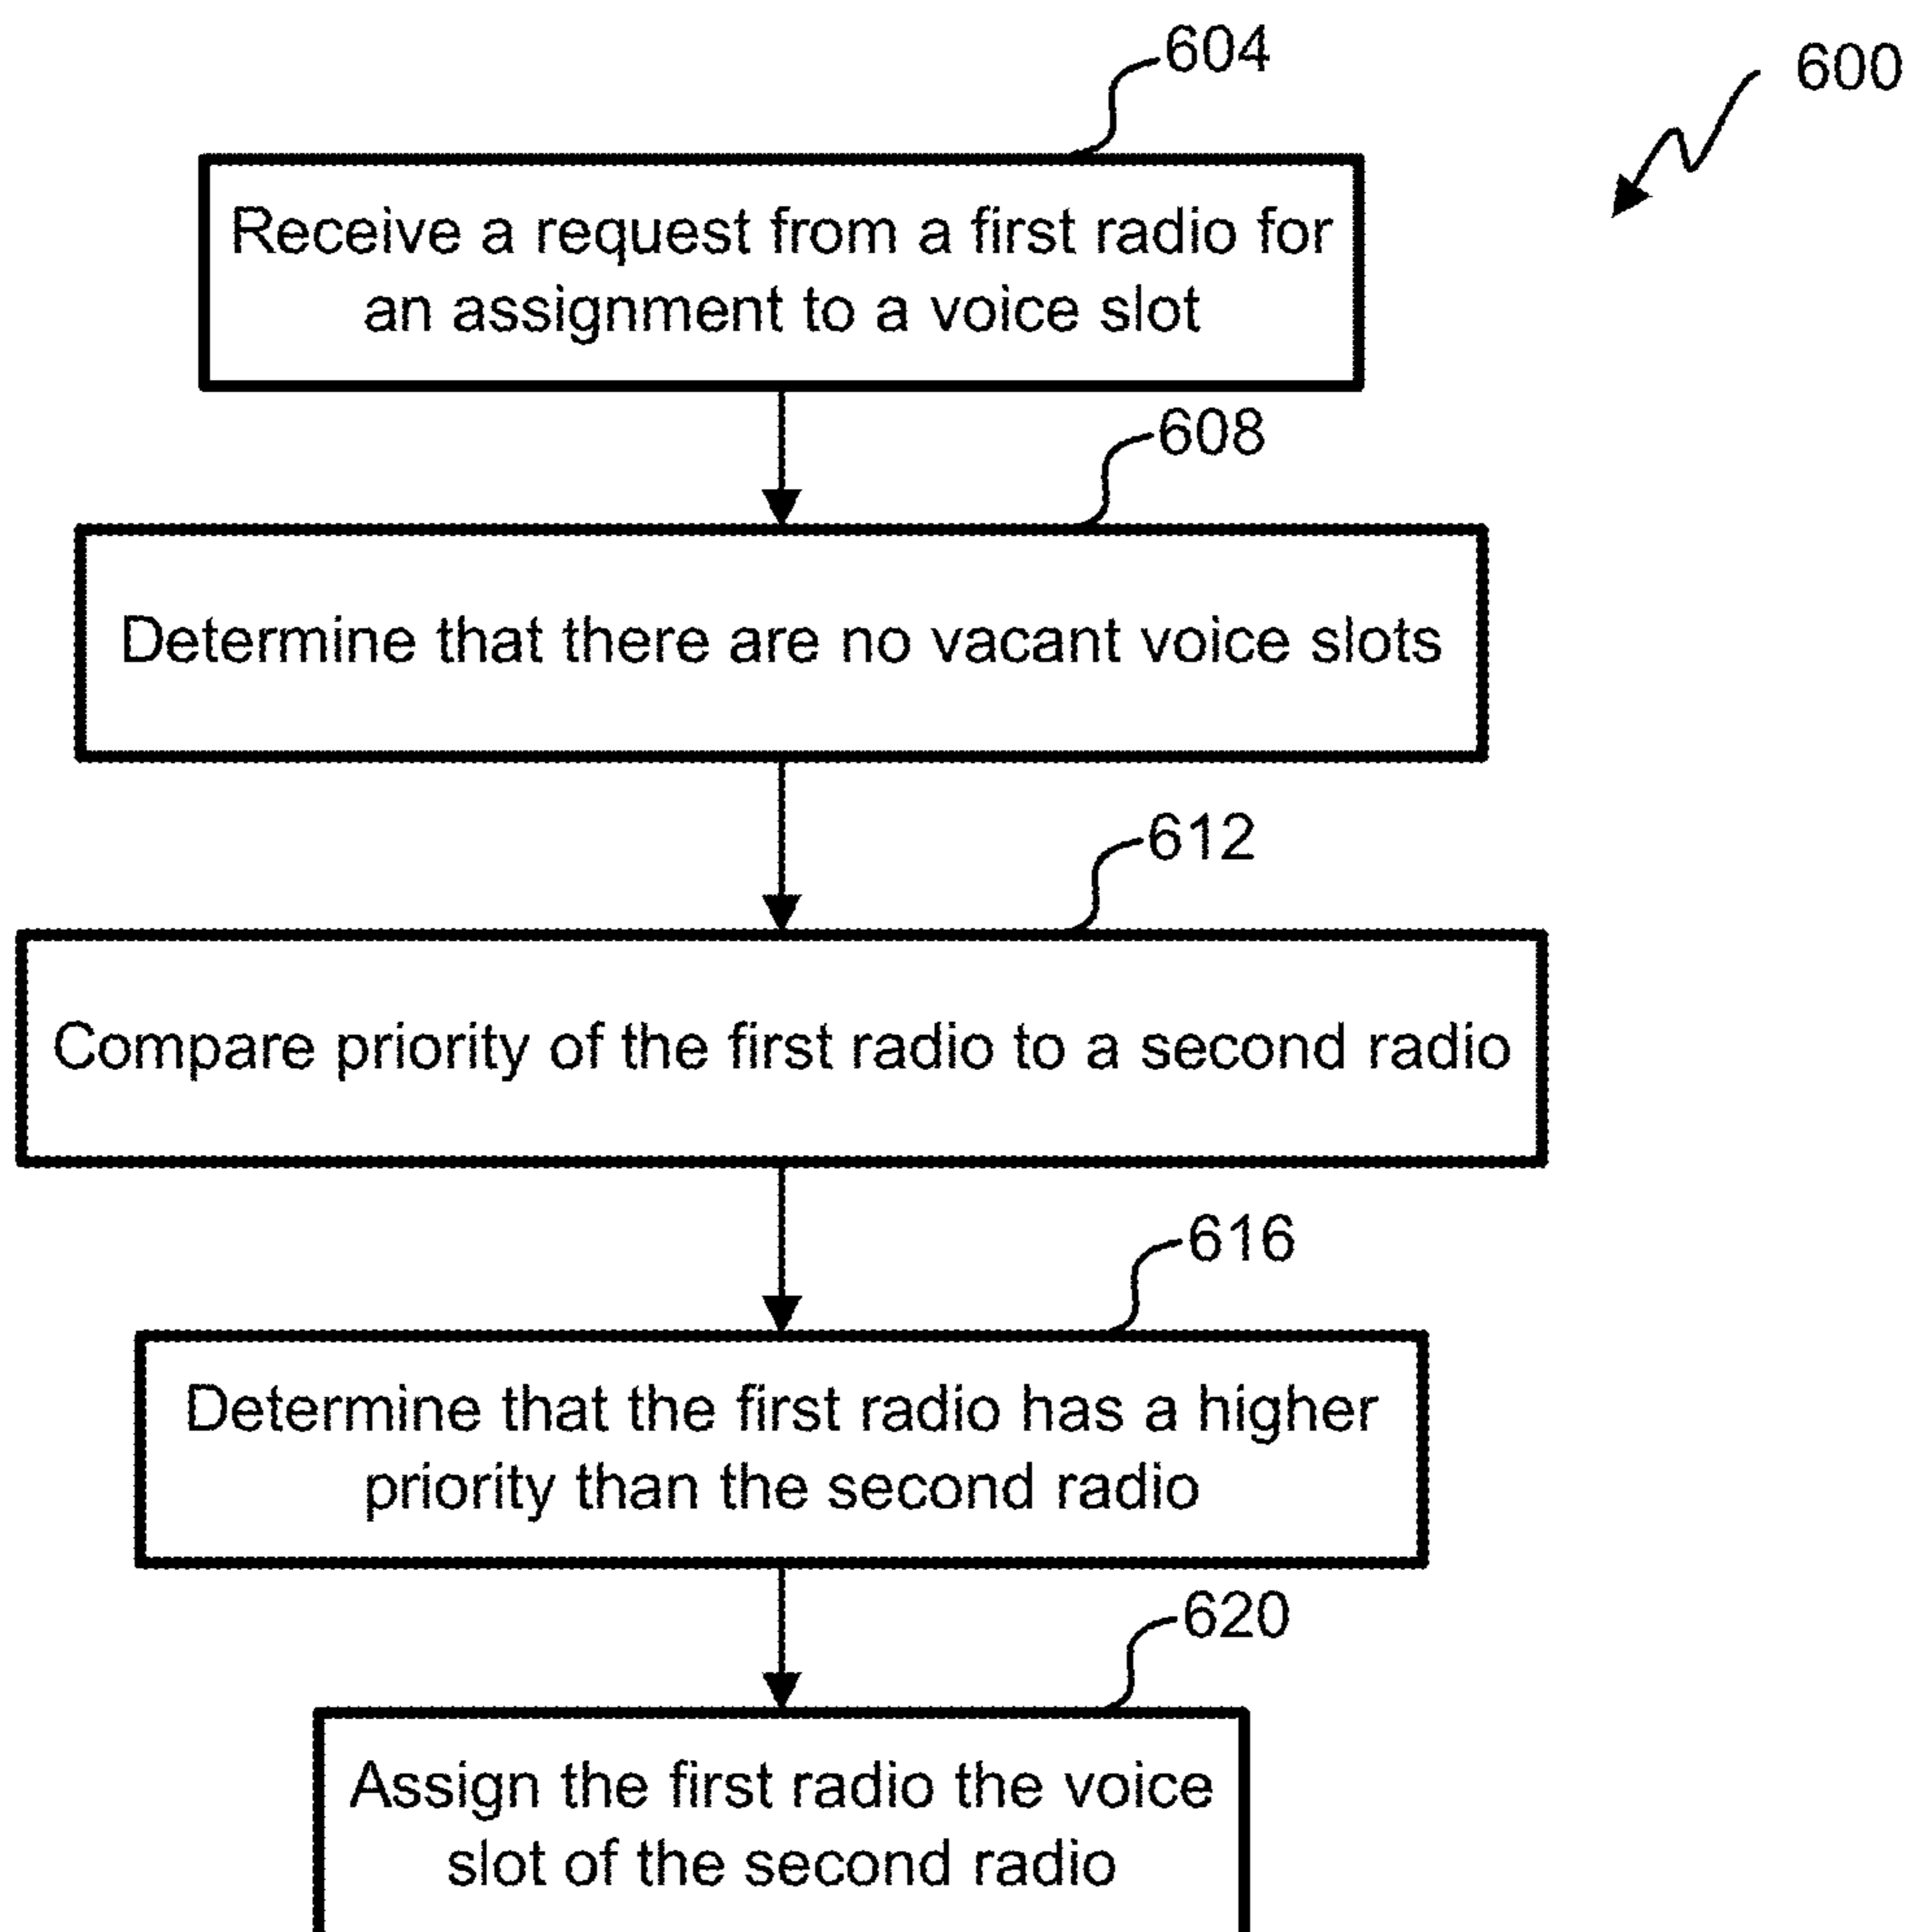 604
600
Receive a request from a first radio for
an assignment to a voice slot
608
Determine that there are no vacant voice slots
612
Compare priority of the first radio to a second radio
616
Determine that the first radio has a higher
priority than the second radio
620
Assign the first radio the voice
slot of the second radio